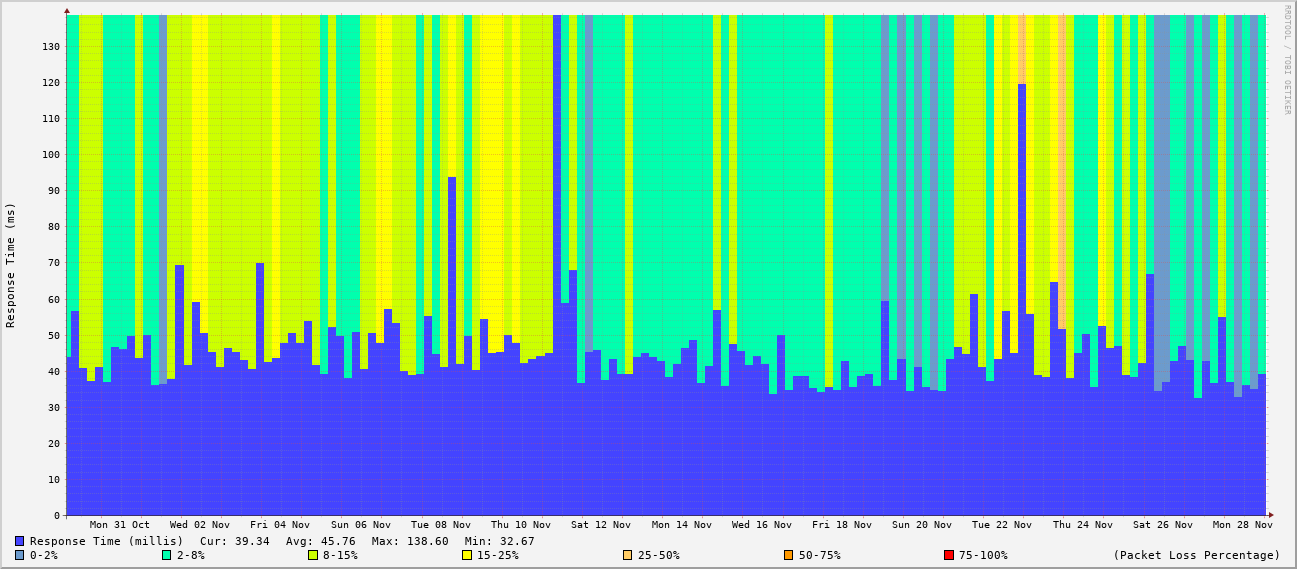 RRDTOOL / TOBI OETIKER
Response Time (ms)
130
120
110
100
90
80
70
60
50
40
30
20
10
0
Mon 31 Oct Wed 02 Nov Fri 04 Nov Sun 06 Nov Tue 08 Nov Thu 10 Nov Sat 12 Nov Mon 14 Nov Wed 16 Nov Fri 18 Nov Sun 20 Nov Tue 22 Nov Thu 24 Nov Sat 26 Nov Mon 28 Nov
Response Time (millis) Cur: 39.34 Avg: 45.76 Max: 138.60 Min: 32.67
0-2% 2-8% 8-15% 15-25% 25-50% 50-75% 75-100% (Packet Loss Percentage)